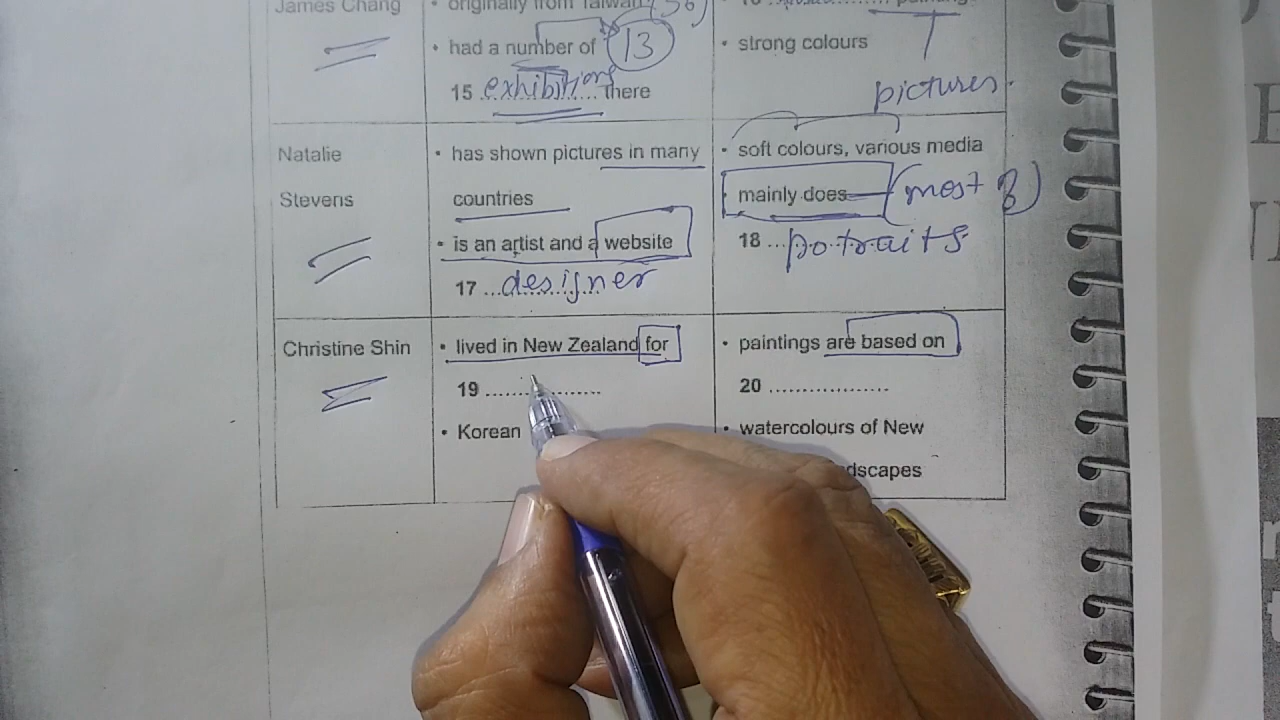 James Chang
• originally from Taiwan (36)
• had a number of 13
15 exhibitions there
16
• strong colours
pictures.
Natalie
Stevens
• has shown pictures in many
countries
• is an artist and a website
17 designer
• soft colours, various media
• mainly does (most of)
18 potraits
Christine Shin
• lived in New Zealand for
19 ..................
• Korean
• paintings are based on
20 ..................
• watercolours of New
dscapes